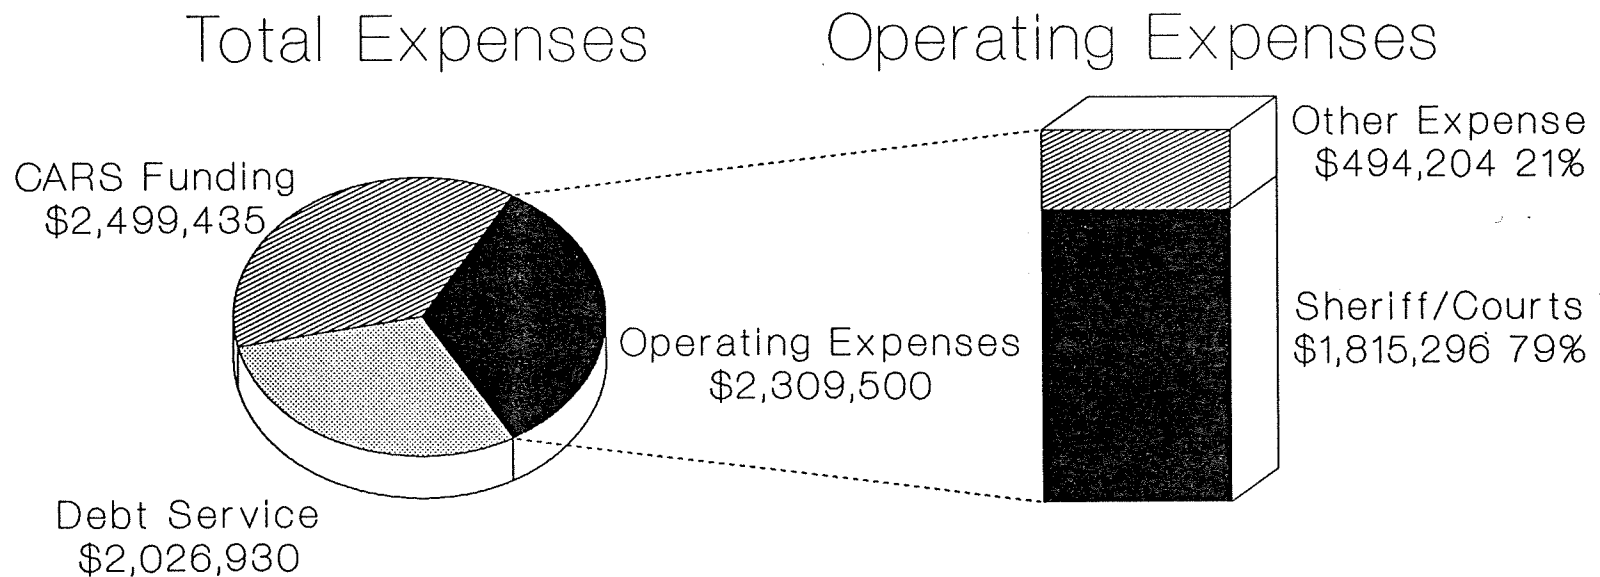 Total Expenses
Operating Expenses
CARS Funding
$2,499,435
Operating Expenses
$2,309,500
Debt Service
$2,026,930
Other Expense
$494,204 21%
Sheriff/Courts
$1,815,296 79%